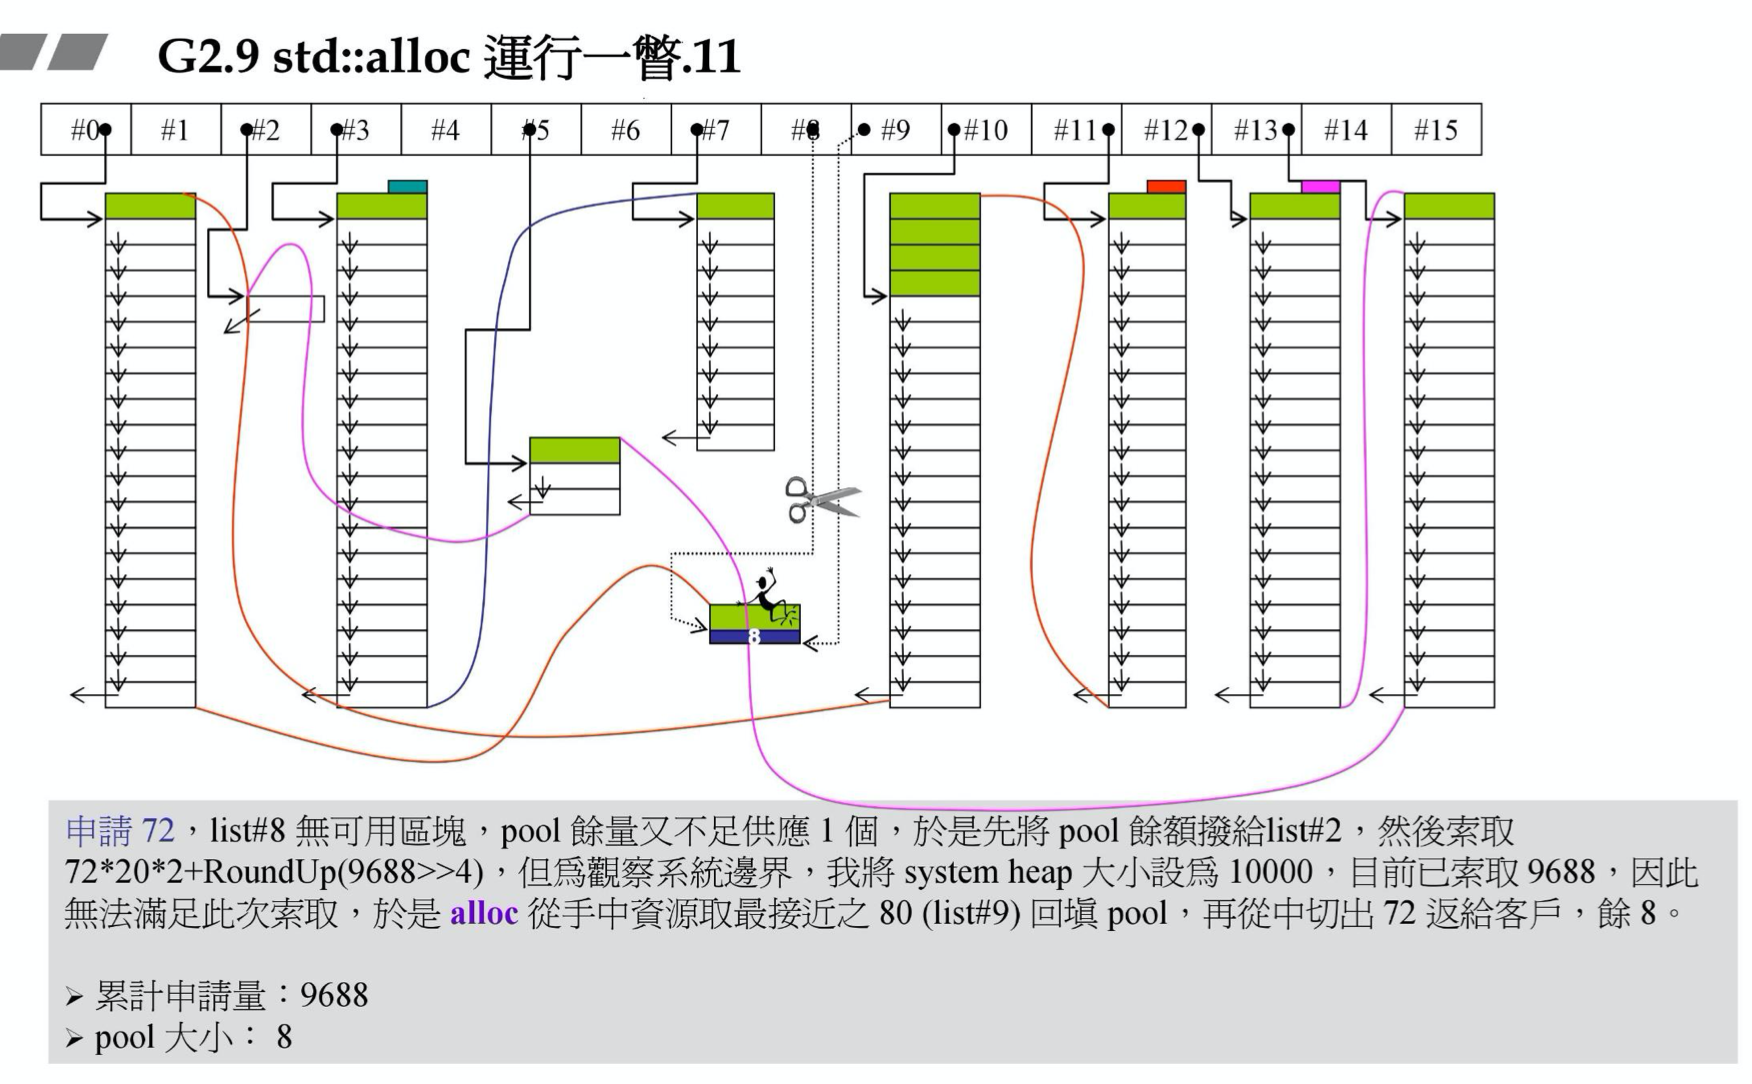 G2.9 std::alloc 運行一瞥.11
#0 #1 #2 #3 #4 #5 #6 #7 #8 #9 #10 #11 #12 #13 #14 #15
8
申請 72，list#8 無可用區塊，pool 餘量又不足供應 1 個，於是先將 pool 餘額撥給list#2，然後索取
72*20*2+RoundUp(9688>>4)，但為觀察系統邊界，我將 system heap 大小設為 10000，目前已索取 9688，因此
無法滿足此次索取，於是 alloc 從手中資源取最接近之 80 (list#9) 回填 pool，再從中切出 72 返給客戶，餘 8。
➢ 累計申請量：9688
➢ pool 大小： 8